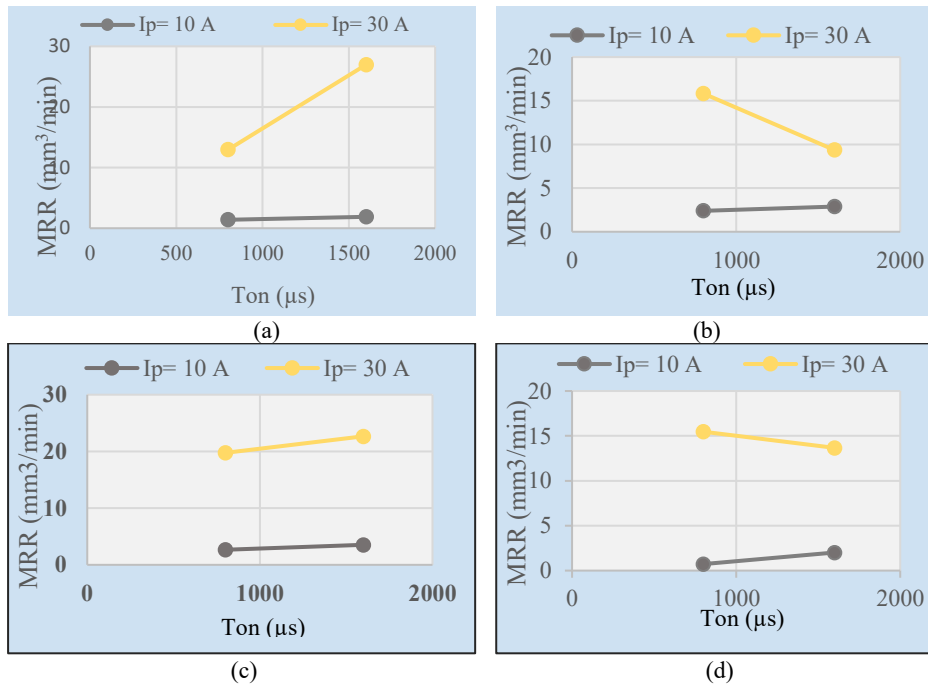 Ip= 10 A Ip= 30 A
30
20
10
0
0 500 1000 1500 2000
MRR (mm³/min)
Ton (µs)
(a)
Ip= 10 A Ip= 30 A
20
15
10
5
0
0 1000 2000
MRR (mm³/min)
Ton (µs)
(b)
Ip= 10 A Ip= 30 A
30
20
10
0
0 1000 2000
MRR (mm3/min)
Ton (µs)
(c)
Ip= 10 A Ip= 30 A
20
15
10
5
0
0 1000 2000
MRR (mm3/min)
Ton (µs)
(d)